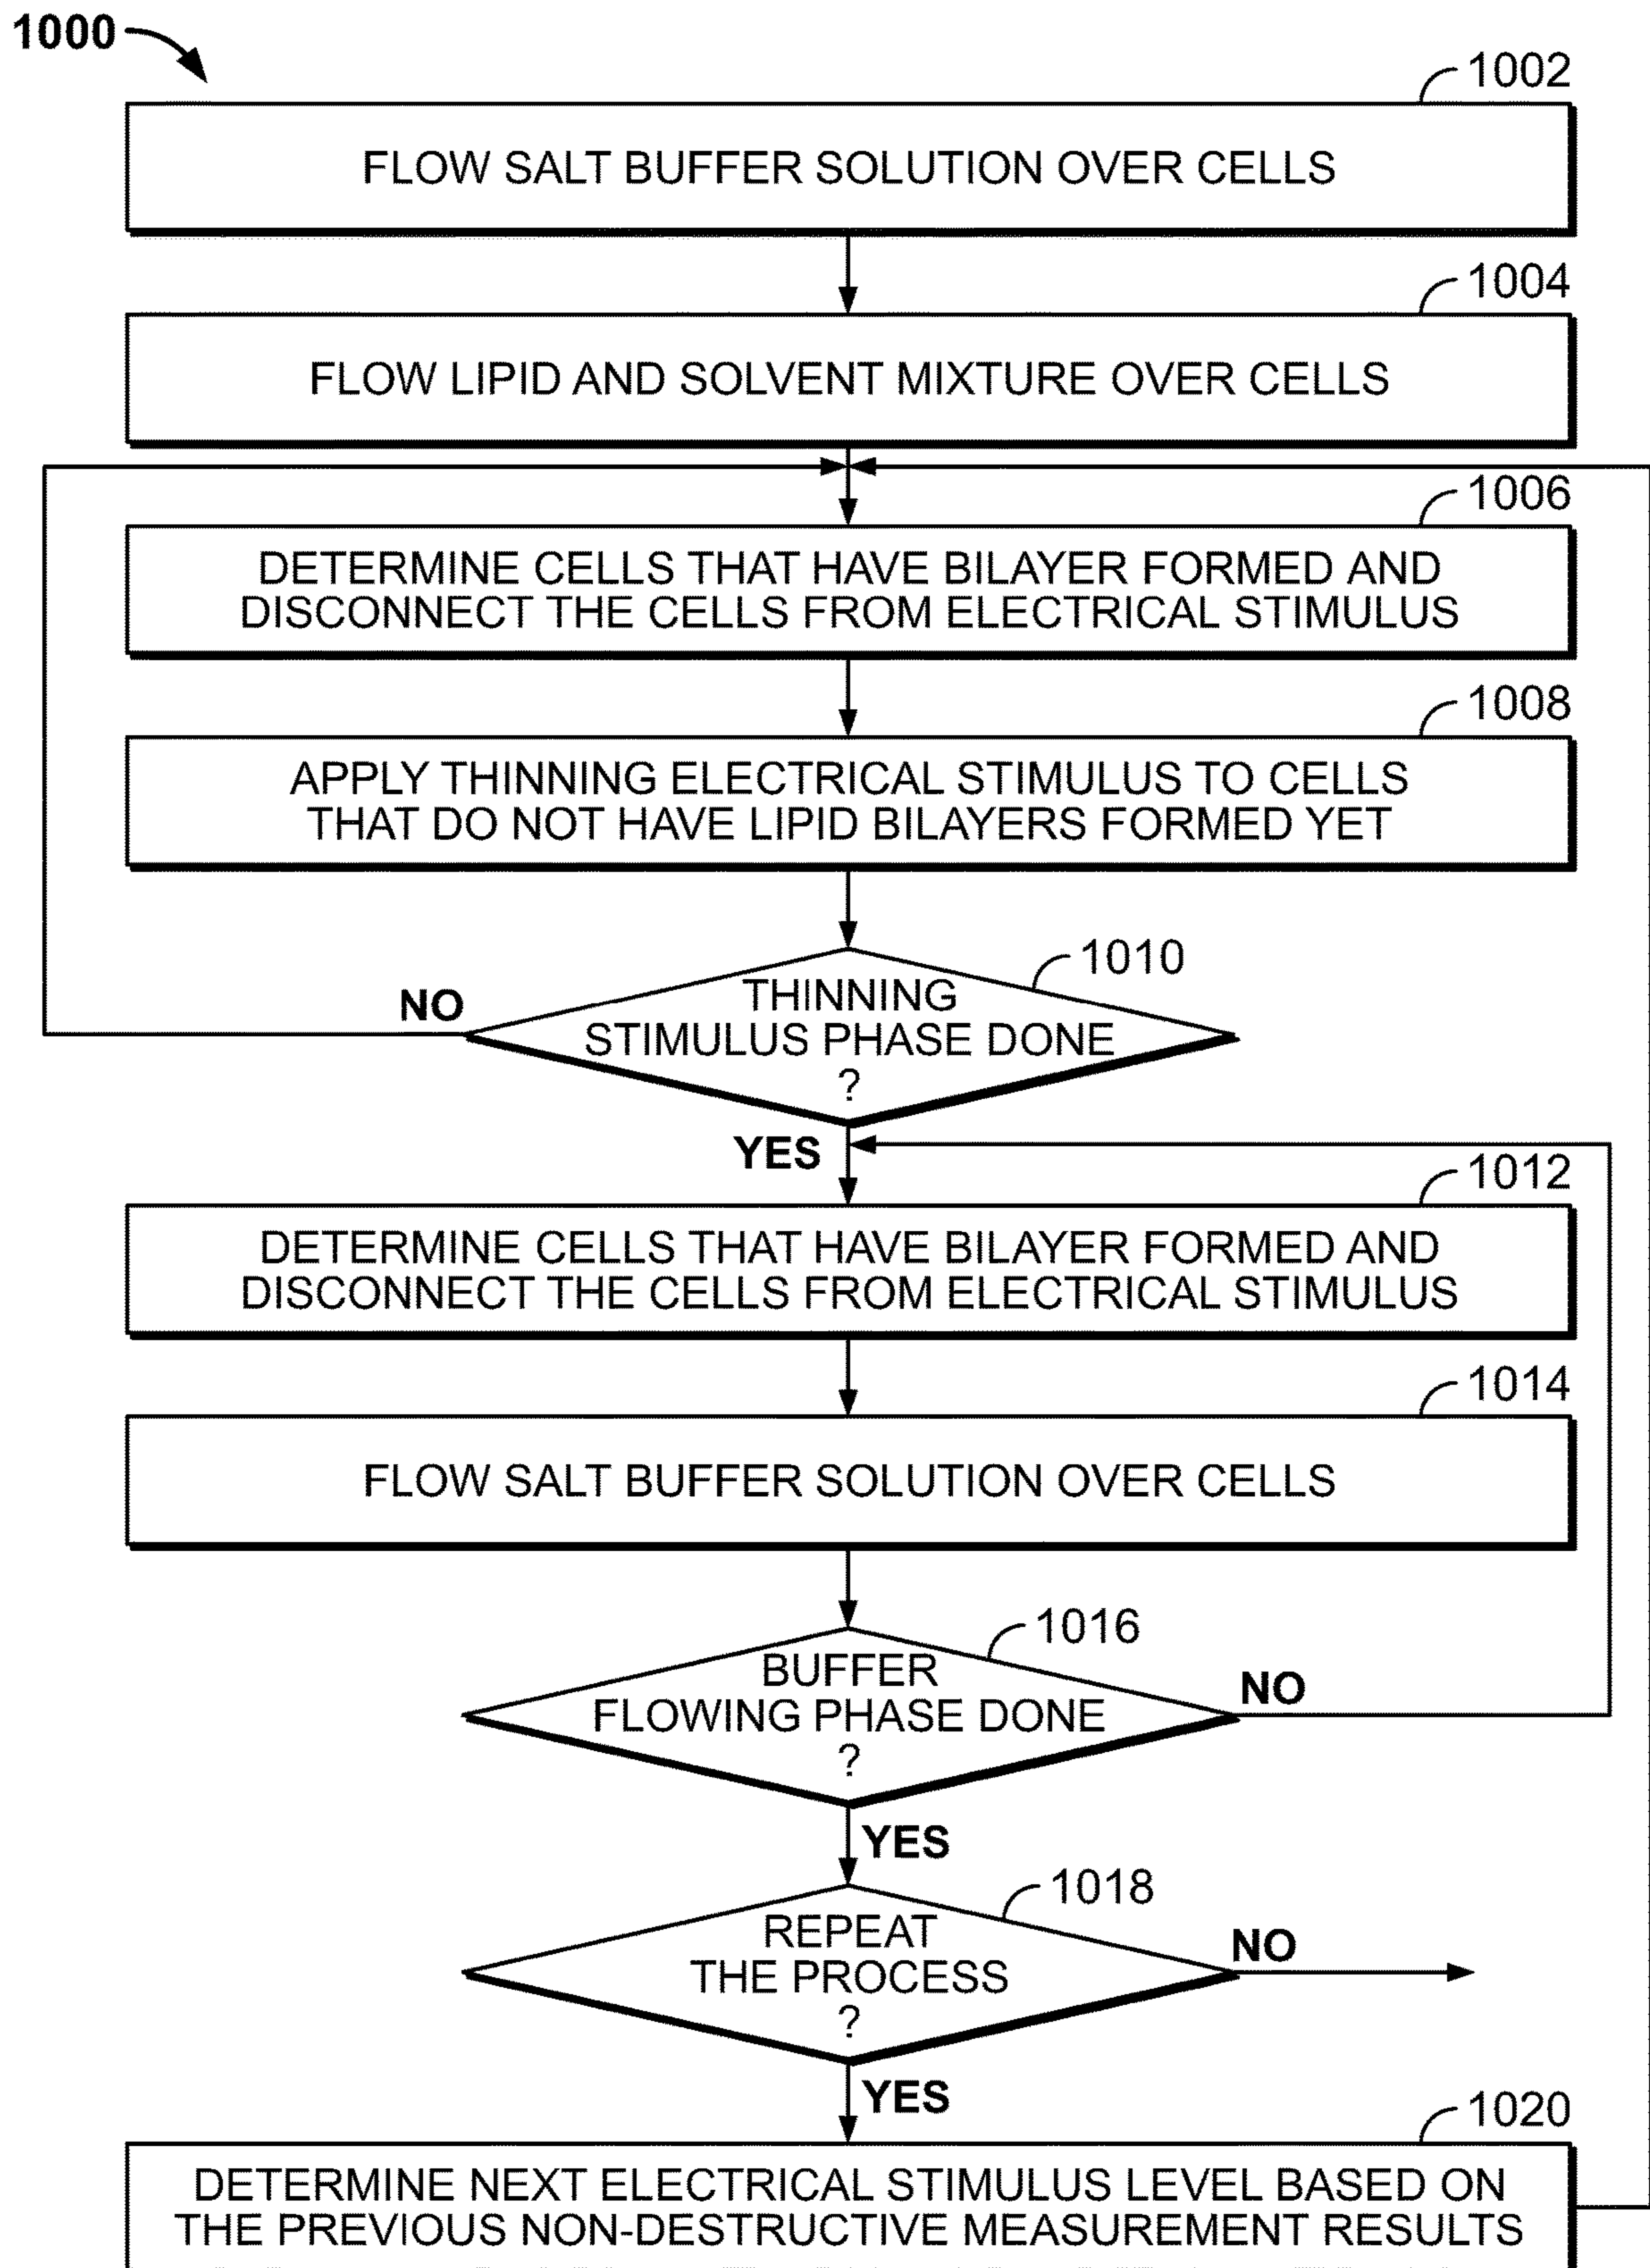 1000
1002
FLOW SALT BUFFER SOLUTION OVER CELLS
1004
FLOW LIPID AND SOLVENT MIXTURE OVER CELLS
1006
DETERMINE CELLS THAT HAVE BILAYER FORMED AND
DISCONNECT THE CELLS FROM ELECTRICAL STIMULUS
1008
APPLY THINNING ELECTRICAL STIMULUS TO CELLS
THAT DO NOT HAVE LIPID BILAYERS FORMED YET
1010
THINNING
STIMULUS PHASE DONE
?
NO
YES
1012
DETERMINE CELLS THAT HAVE BILAYER FORMED AND
DISCONNECT THE CELLS FROM ELECTRICAL STIMULUS
1014
FLOW SALT BUFFER SOLUTION OVER CELLS
1016
BUFFER
FLOWING PHASE DONE
?
NO
YES
1018
REPEAT
THE PROCESS
?
NO
YES
1020
DETERMINE NEXT ELECTRICAL STIMULUS LEVEL BASED ON
THE PREVIOUS NON-DESTRUCTIVE MEASUREMENT RESULTS